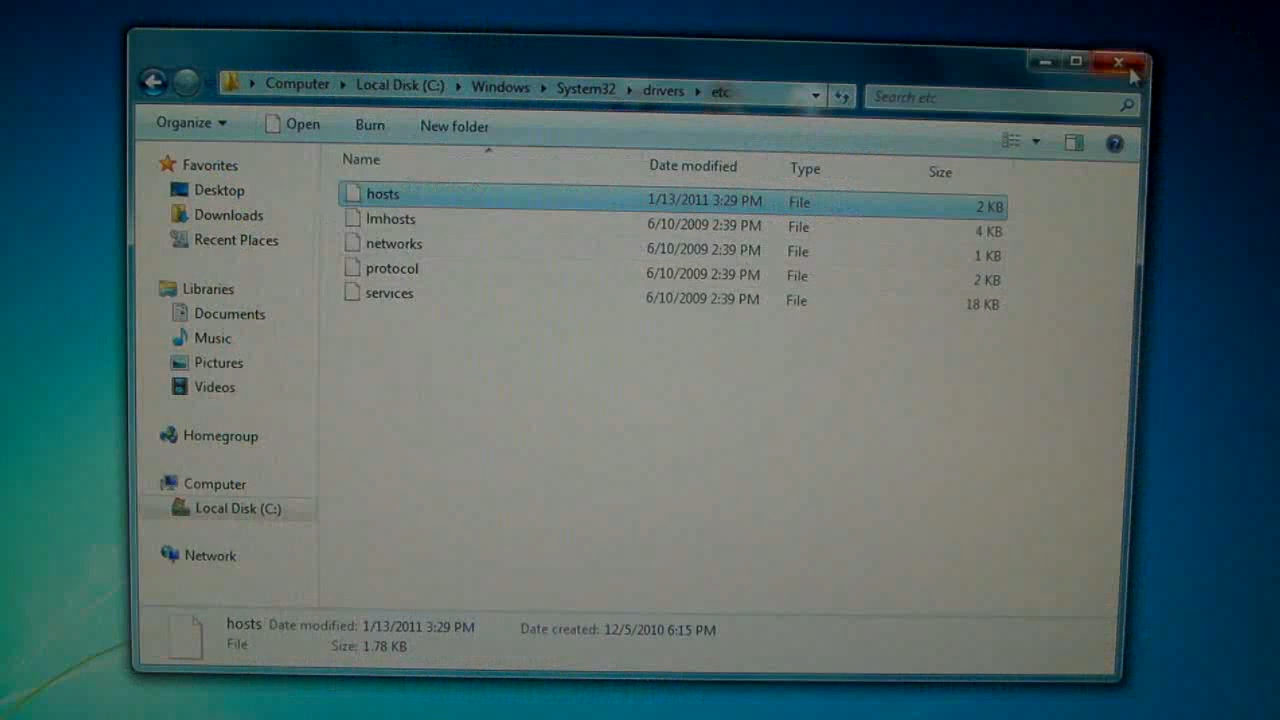 Computer Local Disk (C:) Windows System32 drivers etc
Search etc
Organize Open Burn New folder
Name Date modified Type Size
Favorites
Desktop
Downloads
Recent Places
Libraries
Documents
Music
Pictures
Videos
Homegroup
Computer
Local Disk (C:)
Network
hosts 1/13/2011 3:29 PM File 2 KB
lmhosts 6/10/2009 2:39 PM File 4 KB
networks 6/10/2009 2:39 PM File 1 KB
protocol 6/10/2009 2:39 PM File 2 KB
services 6/10/2009 2:39 PM File 18 KB
hosts Date modified: 1/13/2011 3:29 PM Date created: 12/5/2010 6:15 PM
File Size: 1.78 KB